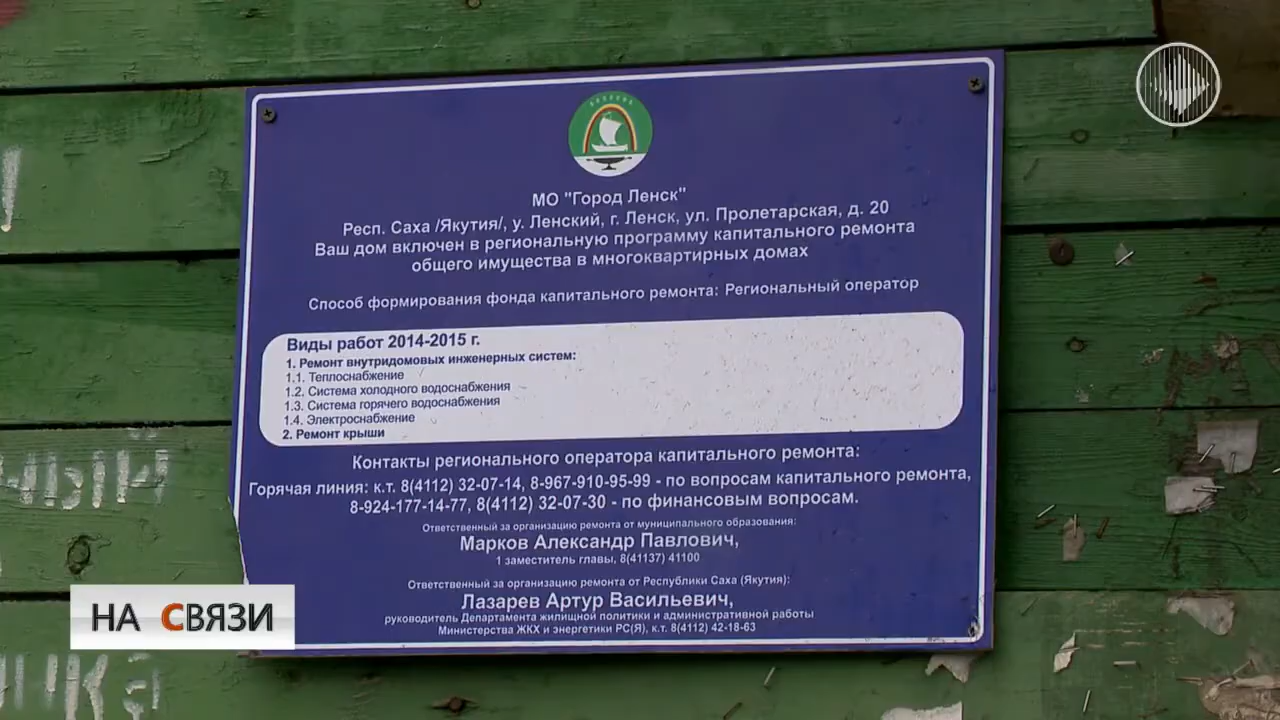 МО "Город Ленск"
Респ. Саха /Якутия/, у. Ленский, г. Ленск, ул. Пролетарская, д. 20
Ваш дом включен в региональную программу капитального ремонта
общего имущества в многоквартирных домах
Способ формирования фонда капитального ремонта: Региональный оператор
Виды работ 2014-2015 г.
1. Ремонт внутридомовых инженерных систем:
1.1. Теплоснабжение
1.2. Система холодного водоснабжения
1.3. Система горячего водоснабжения
1.4. Электроснабжение
2. Ремонт крыши
Контакты регионального оператора капитального ремонта:
Горячая линия: к.т. 8(4112) 32-07-14, 8-967-910-95-99 - по вопросам капитального ремонта,
8-924-177-14-77, 8(4112) 32-07-30 - по финансовым вопросам.
Ответственный за организацию ремонта от муниципального образования:
Марков Александр Павлович,
1 заместитель главы, 8(41137) 41100
Ответственный за организацию ремонта от Республики Саха (Якутия):
Лазарев Артур Васильевич,
руководитель Департамента жилищной политики и административной работы
Министерства ЖКХ и энергетики РС(Я), к.т. 8(4112) 42-18-63
НА СВЯЗИ